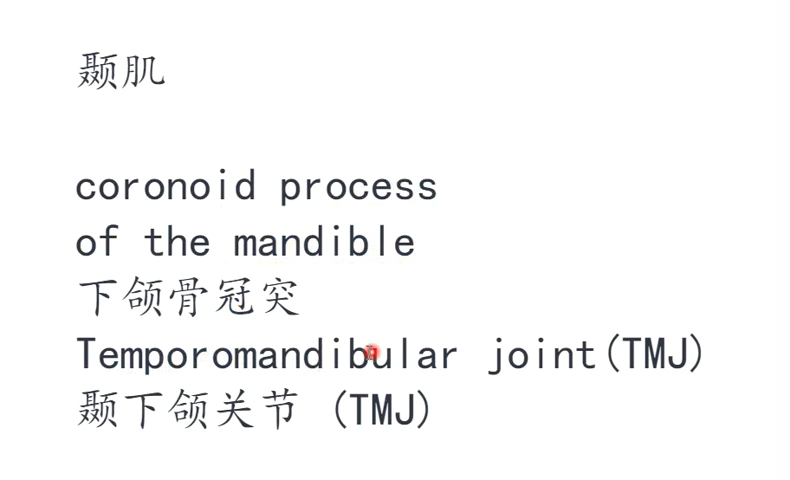 颞肌
coronoid process
of the mandible
下颌骨冠突
Temporomandibular joint(TMJ)
颞下颌关节 (TMJ)